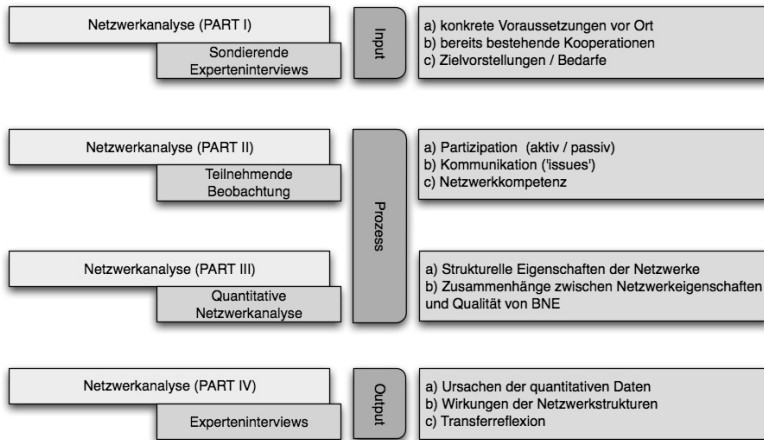 Netzwerkanalyse (PART I)
Sondierende
Experteninterviews
Input
a) konkrete Voraussetzungen vor Ort
b) bereits bestehende Kooperationen
c) Zielvorstellungen / Bedarfe
Netzwerkanalyse (PART II)
Teilnehmende
Beobachtung
Prozess
a) Partizipation (aktiv / passiv)
b) Kommunikation ('issues')
c) Netzwerkkompetenz
Netzwerkanalyse (PART III)
Quantitative
Netzwerkanalyse
a) Strukturelle Eigenschaften der Netzwerke
b) Zusammenhänge zwischen Netzwerkeigenschaften
und Qualität von BNE
Netzwerkanalyse (PART IV)
Experteninterviews
Output
a) Ursachen der quantitativen Daten
b) Wirkungen der Netzwerkstrukturen
c) Transferreflexion